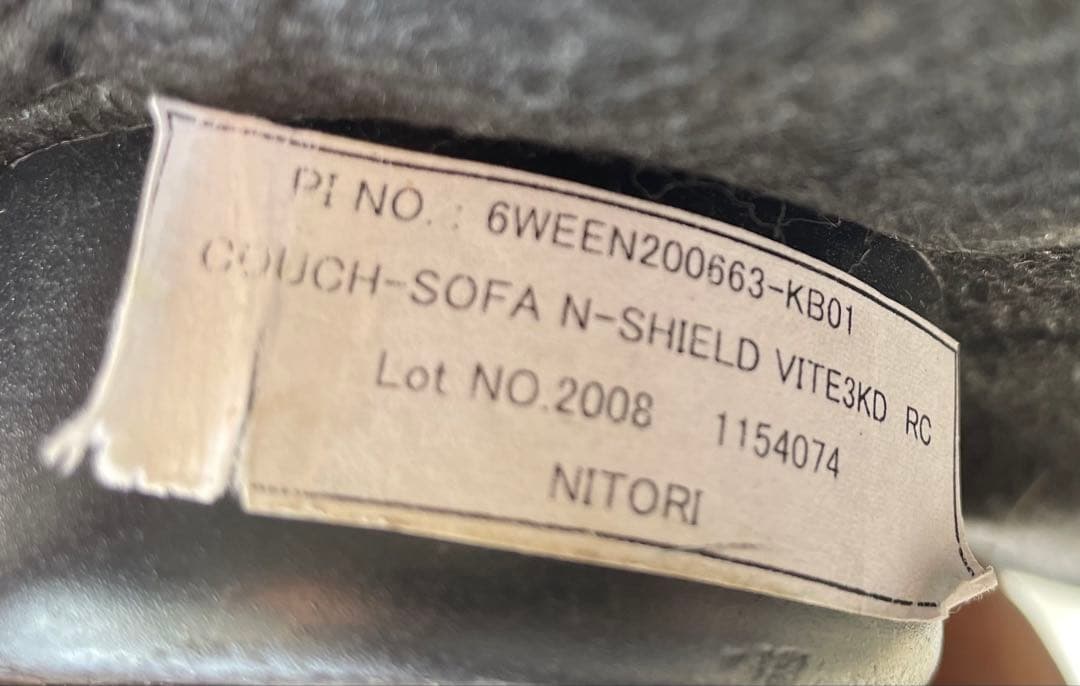 PI NO. : 6WEEN200663-KB01
COUCH-SOFA N-SHIELD VITE3KD RC
Lot NO.2008 1154074
NITORI